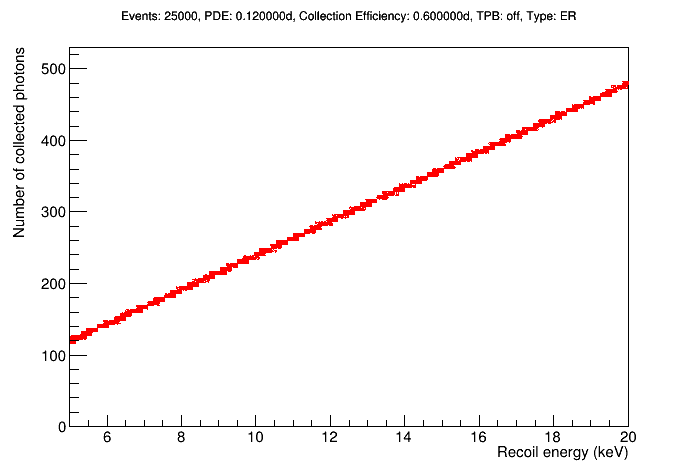 Events: 25000, PDE: 0.120000d, Collection Efficiency: 0.600000d, TPB: off, Type: ER
Number of collected photons
500
400
300
200
100
0
6 8 10 12 14 16 18 20
Recoil energy (keV)